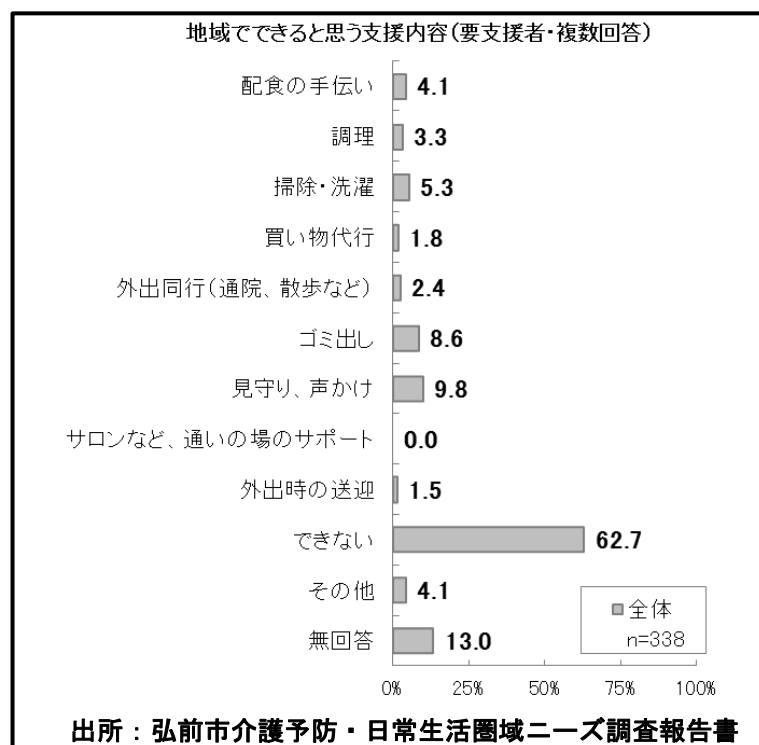 地域でできると思う支援内容(要支援者・複数回答)
配食の手伝い 4.1
調理 3.3
掃除・洗濯 5.3
買い物代行 1.8
外出同行(通院、散歩など) 2.4
ゴミ出し 8.6
見守り、声かけ 9.8
サロンなど、通いの場のサポート 0.0
外出時の送迎 1.5
できない 62.7
その他 4.1
無回答 13.0
全体
n=338
0% 25% 50% 75% 100%
出所：弘前市介護予防・日常生活圏域ニーズ調査報告書